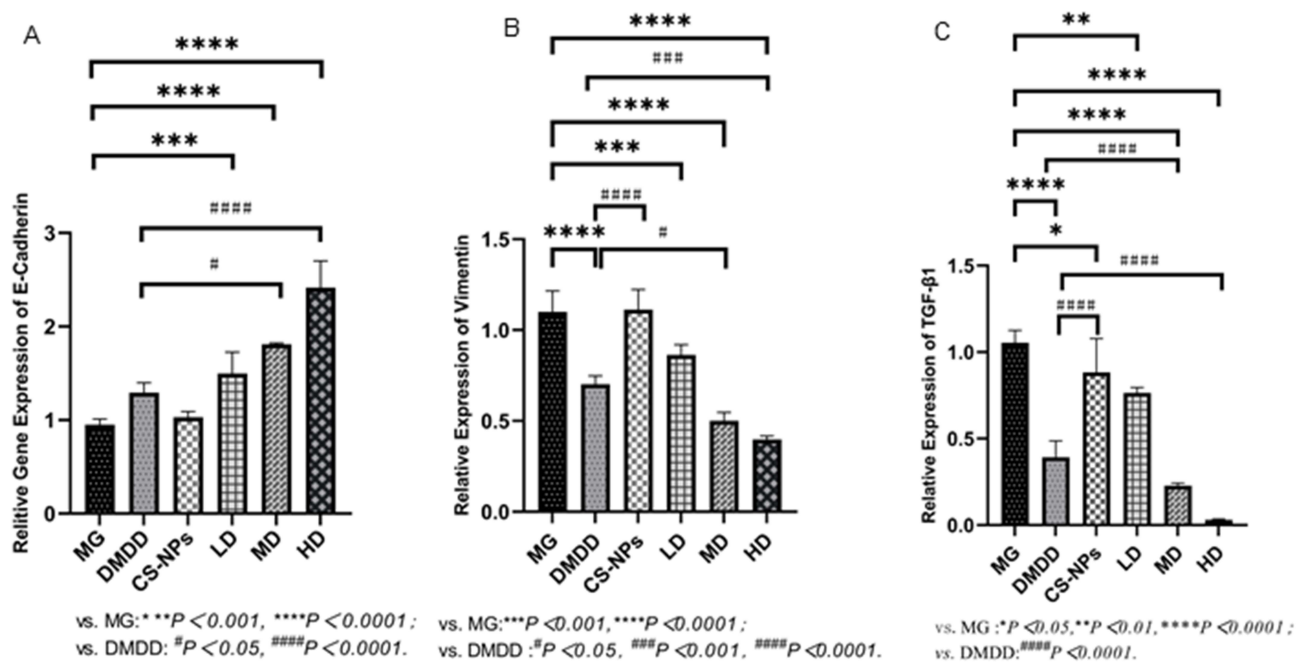 A
****
****
***
####
#
Relitive Gene Expression of E-Cadherin
3
2
1
0
MG
DMDD
CS-NPs
LD
MD
HD
vs. MG:* **P<0.001, ****P<0.0001;
vs. DMDD: #P<0.05, ####P<0.0001.
B
****
###
****
***
####
****
#
Relative Expression of Vimentin
1.5
1.0
0.5
0.0
MG
DMDD
CS-NPs
LD
MD
HD
vs. MG:***P<0.001,****P<0.0001;
vs. DMDD :#P<0.05, ###P<0.001, ####P<0.0001.
C
**
****
****
####
****
*
####
####
Relative Expression of TGF-β1
1.5
1.0
0.5
0.0
MG
DMDD
CS-NPs
LD
MD
HD
vs. MG :*P<0.05,**P<0.01,****P<0.0001;
vs. DMDD:####P<0.0001.